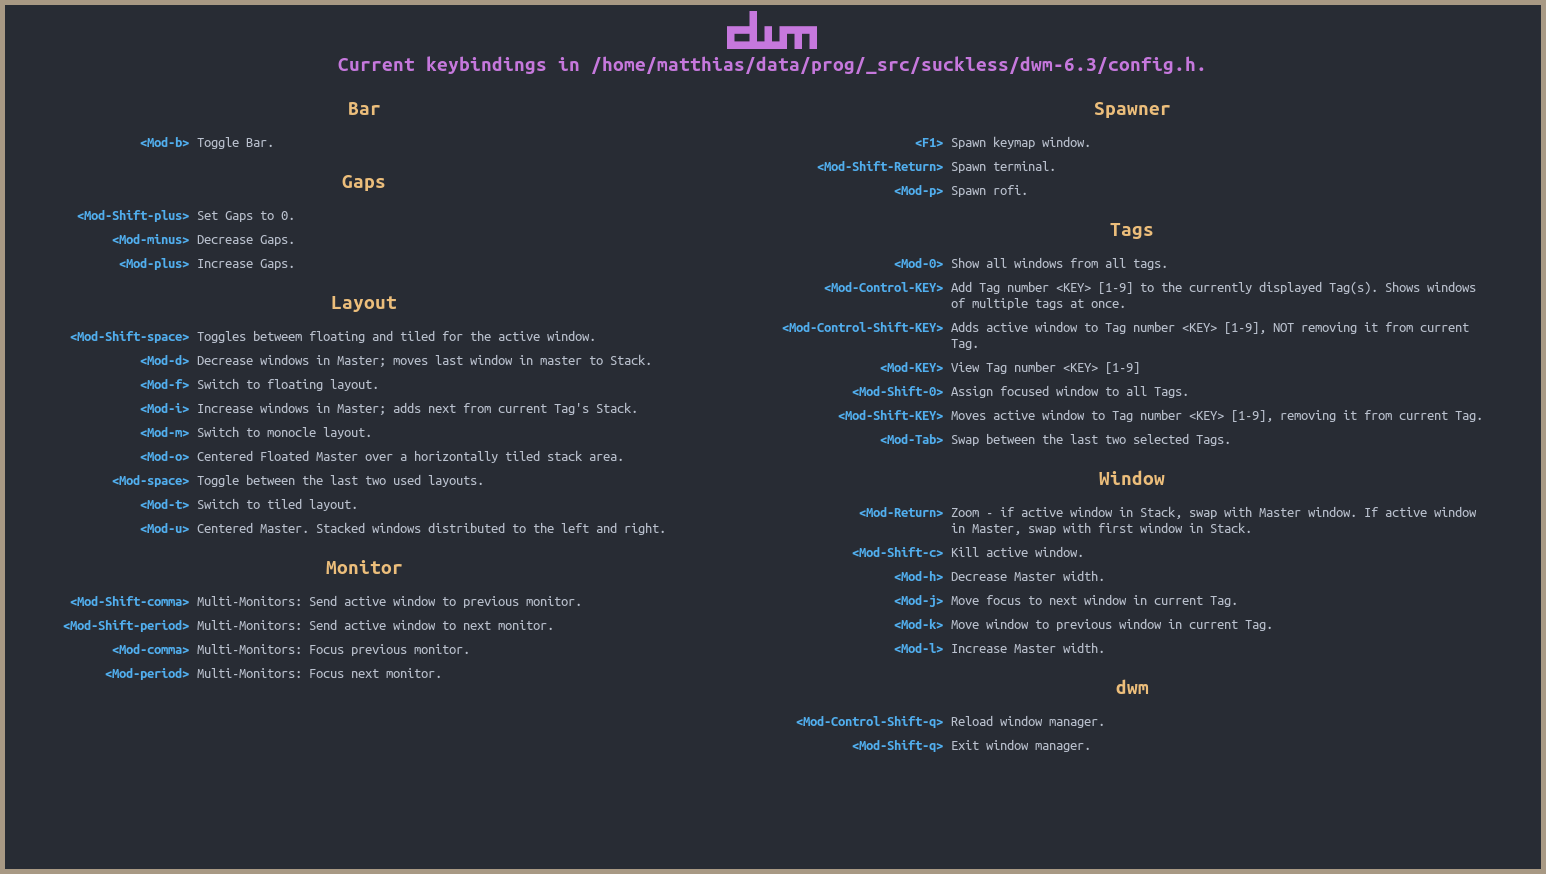 dwm
Current keybindings in /home/matthias/data/prog/_src/suckless/dwm-6.3/config.h.
Bar
<Mod-b> Toggle Bar.
Gaps
<Mod-Shift-plus> Set Gaps to 0.
<Mod-minus> Decrease Gaps.
<Mod-plus> Increase Gaps.
Layout
<Mod-Shift-space> Toggles betweem floating and tiled for the active window.
<Mod-d> Decrease windows in Master; moves last window in master to Stack.
<Mod-f> Switch to floating layout.
<Mod-i> Increase windows in Master; adds next from current Tag's Stack.
<Mod-m> Switch to monocle layout.
<Mod-o> Centered Floated Master over a horizontally tiled stack area.
<Mod-space> Toggle between the last two used layouts.
<Mod-t> Switch to tiled layout.
<Mod-u> Centered Master. Stacked windows distributed to the left and right.
Monitor
<Mod-Shift-comma> Multi-Monitors: Send active window to previous monitor.
<Mod-Shift-period> Multi-Monitors: Send active window to next monitor.
<Mod-comma> Multi-Monitors: Focus previous monitor.
<Mod-period> Multi-Monitors: Focus next monitor.
Spawner
<F1> Spawn keymap window.
<Mod-Shift-Return> Spawn terminal.
<Mod-p> Spawn rofi.
Tags
<Mod-0> Show all windows from all tags.
<Mod-Control-KEY> Add Tag number <KEY> [1-9] to the currently displayed Tag(s). Shows windows
of multiple tags at once.
<Mod-Control-Shift-KEY> Adds active window to Tag number <KEY> [1-9], NOT removing it from current
Tag.
<Mod-KEY> View Tag number <KEY> [1-9]
<Mod-Shift-0> Assign focused window to all Tags.
<Mod-Shift-KEY> Moves active window to Tag number <KEY> [1-9], removing it from current Tag.
<Mod-Tab> Swap between the last two selected Tags.
Window
<Mod-Return> Zoom - if active window in Stack, swap with Master window. If active window
in Master, swap with first window in Stack.
<Mod-Shift-c> Kill active window.
<Mod-h> Decrease Master width.
<Mod-j> Move focus to next window in current Tag.
<Mod-k> Move window to previous window in current Tag.
<Mod-l> Increase Master width.
dwm
<Mod-Control-Shift-q> Reload window manager.
<Mod-Shift-q> Exit window manager.